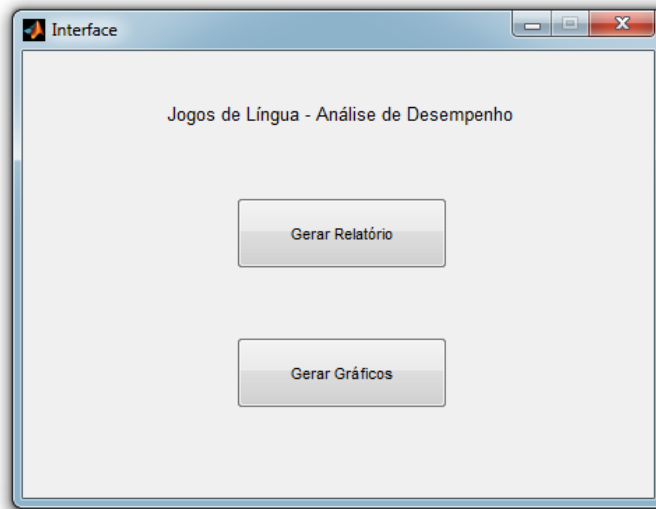 Interface
Jogos de Língua - Análise de Desempenho
Gerar Relatório
Gerar Gráficos